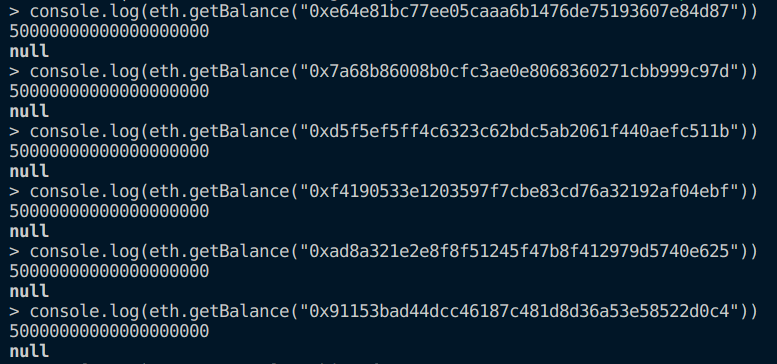 > console.log(eth.getBalance("0xe64e81bc77ee05caaa6b1476de75193607e84d87"))
50000000000000000000
null
> console.log(eth.getBalance("0x7a68b86008b0cfc3ae0e8068360271cbb999c97d"))
50000000000000000000
null
> console.log(eth.getBalance("0xd5f5ef5ff4c6323c62bdc5ab2061f440aefc511b"))
50000000000000000000
null
> console.log(eth.getBalance("0xf4190533e1203597f7cbe83cd76a32192af04ebf"))
50000000000000000000
null
> console.log(eth.getBalance("0xad8a321e2e8f8f51245f47b8f412979d5740e625"))
50000000000000000000
null
> console.log(eth.getBalance("0x91153bad44dcc46187c481d8d36a53e58522d0c4"))
50000000000000000000
null